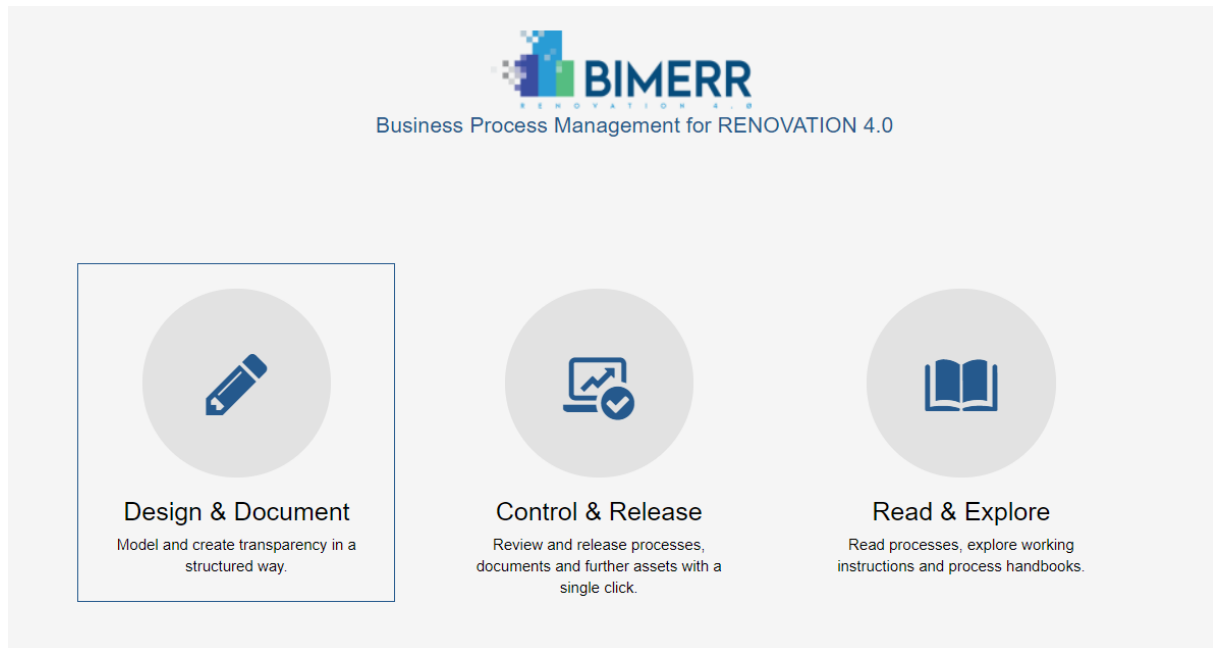 BIMERR
RENOVATION 4.0
Business Process Management for RENOVATION 4.0
Design & Document
Model and create transparency in a
structured way.
Control & Release
Review and release processes,
documents and further assets with a
single click.
Read & Explore
Read processes, explore working
instructions and process handbooks.